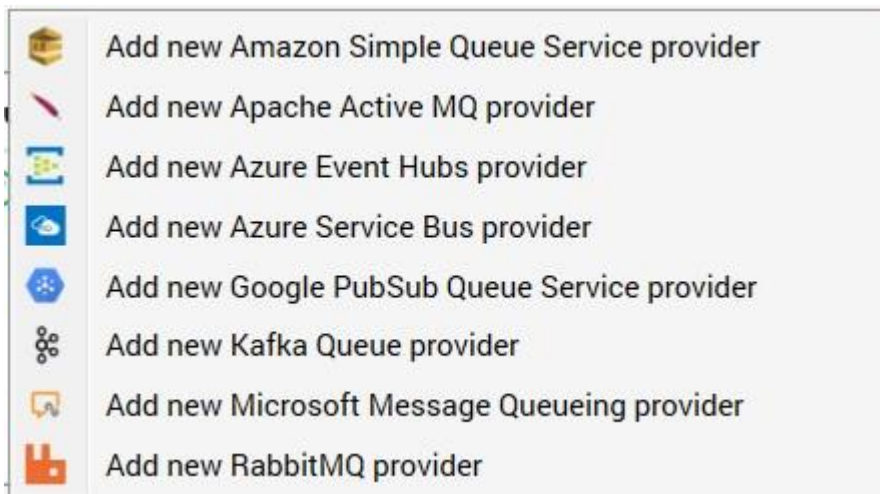 Add new Amazon Simple Queue Service provider
Add new Apache Active MQ provider
Add new Azure Event Hubs provider
Add new Azure Service Bus provider
Add new Google PubSub Queue Service provider
Add new Kafka Queue provider
Add new Microsoft Message Queueing provider
Add new RabbitMQ provider